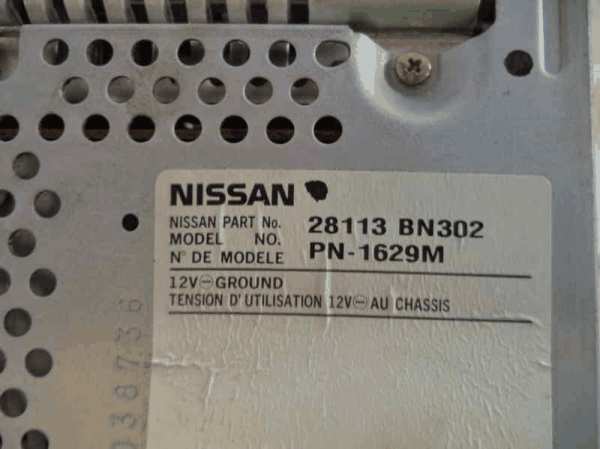 NISSAN
NISSAN PART No. 28113 BN302
MODEL NO.
N° DE MODELE PN-1629M
12V⊖GROUND
TENSION D'UTILISATION 12V⊖AU CHASSIS
038736